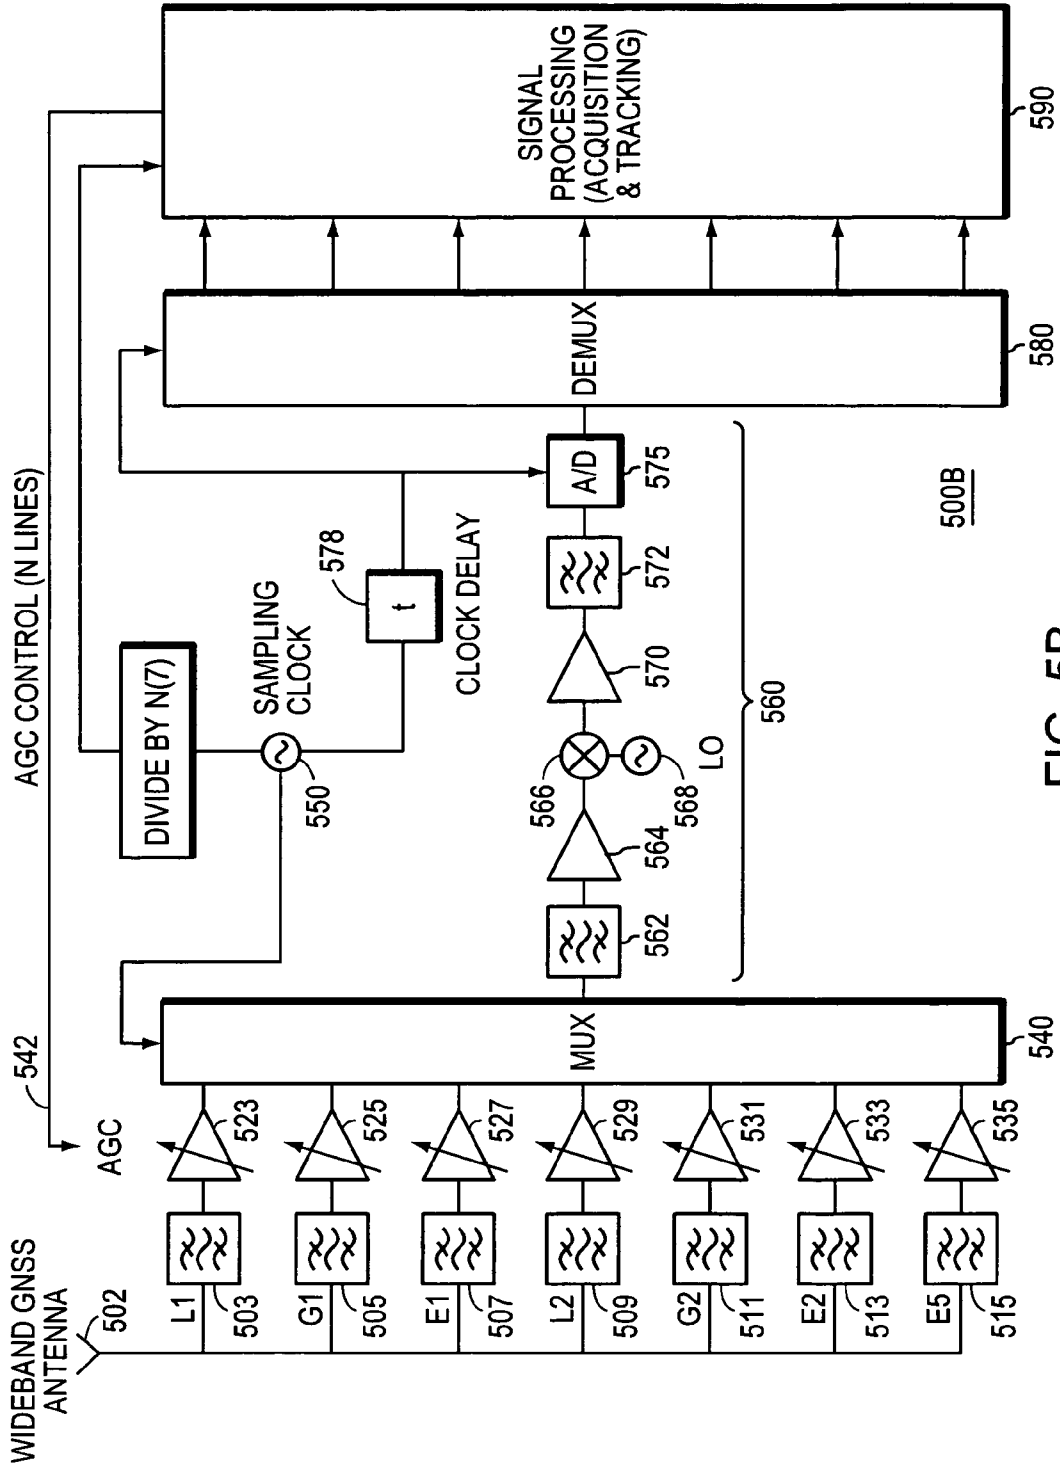 WIDEBAND GNSS
ANTENNA
502
542
AGC CONTROL (N LINES)
AGC
L1
503
523
G1
505
525
E1
507
527
L2
509
529
G2
511
531
E2
513
533
E5
515
535
MUX
540
DIVIDE BY N(7)
SAMPLING
CLOCK
550
578
t
CLOCK DELAY
562
564
566
568
LO
570
572
A/D
575
560
DEMUX
580
SIGNAL
PROCESSING
(ACQUISITION
& TRACKING)
590
500B
FIG. 5B